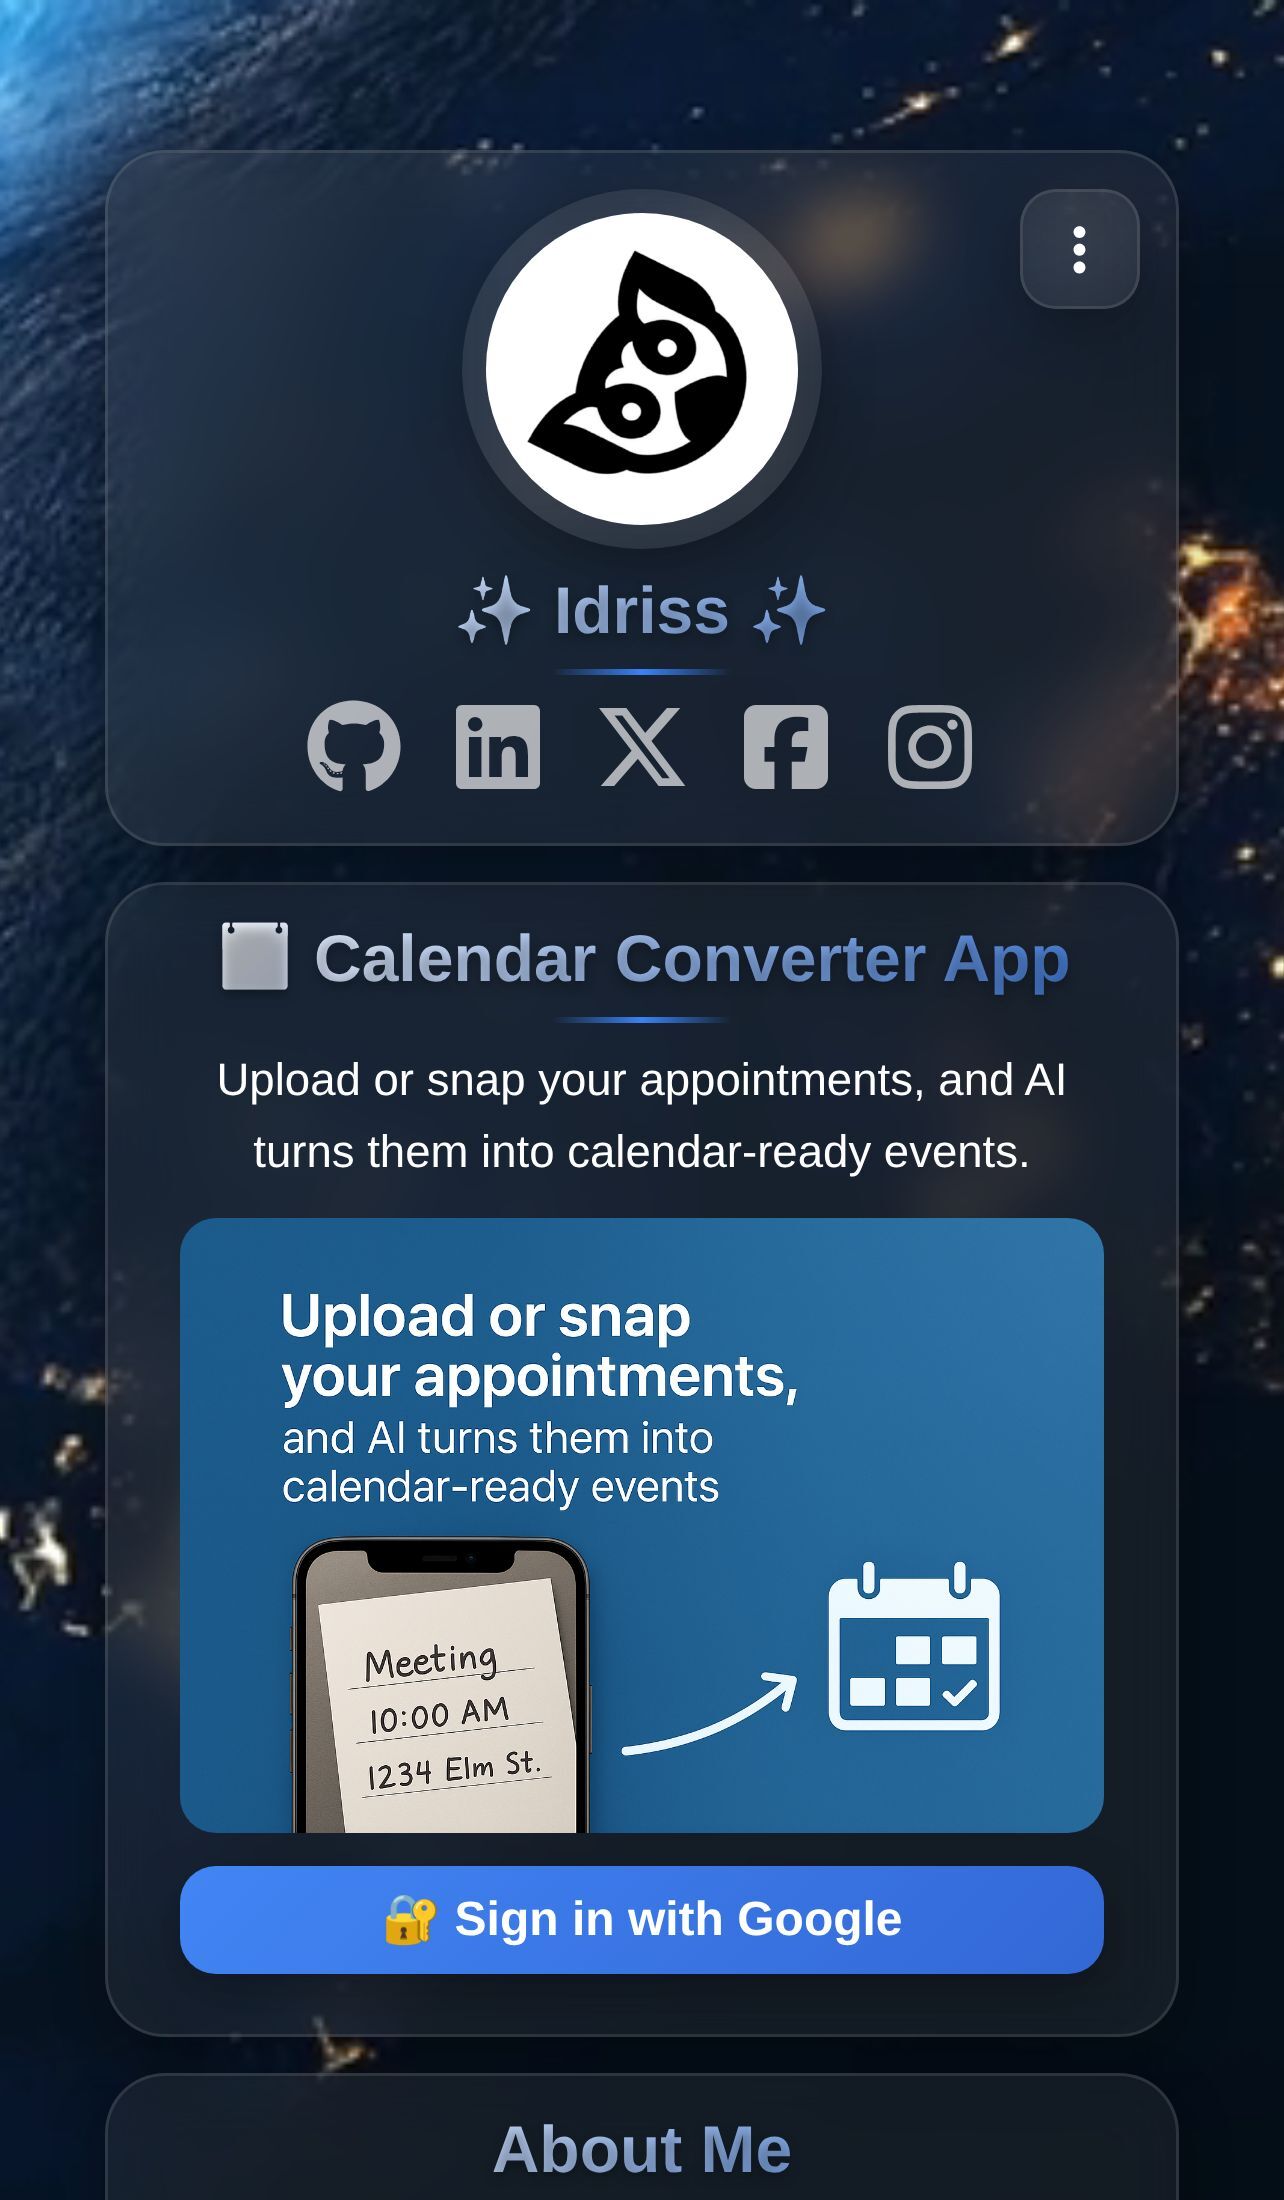 ✨ Idriss ✨
Calendar Converter App
Upload or snap your appointments, and AI
turns them into calendar-ready events.
Upload or snap
your appointments,
and AI turns them into
calendar-ready events
Meeting
10:00 AM
1234 Elm St.
🔐 Sign in with Google
About Me